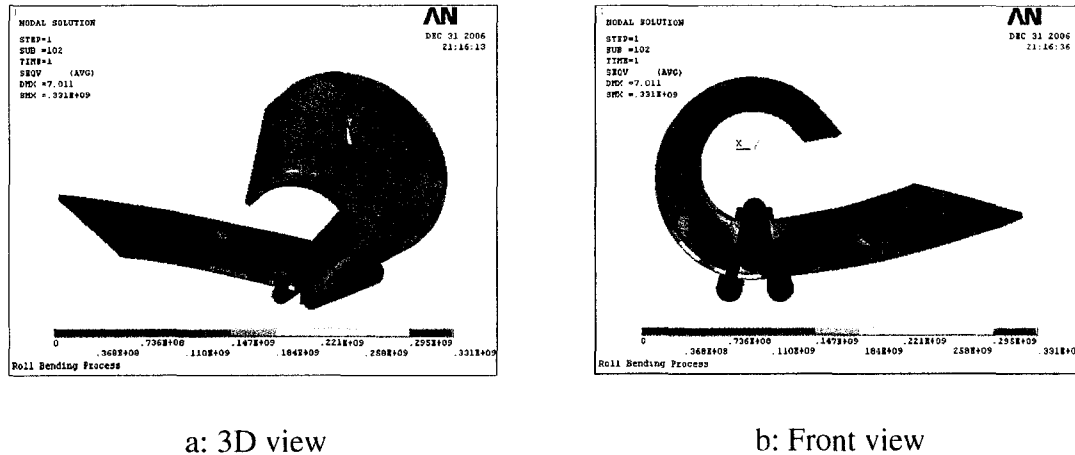 AN
NODAL SOLUTION
DEC 31 2006
STEP=1
21:16:13
SUB =102
TIME=1
SEQV (AVG)
DMX =7.011
SMX =.331E+09
0 .736E+08 .147E+09 .221E+09 .295E+09
.368E+08 .110E+09 .184E+09 .258E+09 .331E+09
Roll Bending Process
a: 3D view
AN
NODAL SOLUTION
DEC 31 2006
STEP=1
21:16:36
SUB =102
TIME=1
SEQV (AVG)
DMX =7.011
SMX =.331E+09
X
0 .736E+08 .147E+09 .221E+09 .295E+09
.368E+08 .110E+09 .184E+09 .258E+09 .331E+09
Roll Bending Process
b: Front view